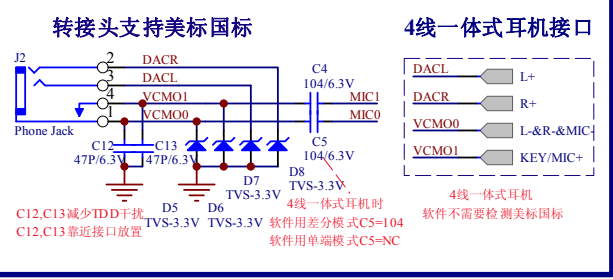 转接头支持美标国标
4线一体式耳机接口
J2
2
DACR
3
DACL
4
VCMO1
1
VCMO0
Phone Jack
C12
47P/6.3V
C13
47P/6.3V
C4
104/6.3V
MIC1
MIC0
C5
104/6.3V
D5
TVS-3.3V
D6
TVS-3.3V
D7
TVS-3.3V
D8
TVS-3.3V
C12,C13减少TDD干扰
C12,C13靠近接口放置
4线一体式耳机时
软件用差分模式C5=104
软件用单端模式C5=NC
DACL
L+
DACR
R+
VCMO0
L-&R-&MIC-
VCMO1
KEY/MIC+
4线一体式耳机
软件不需要检测美标国标